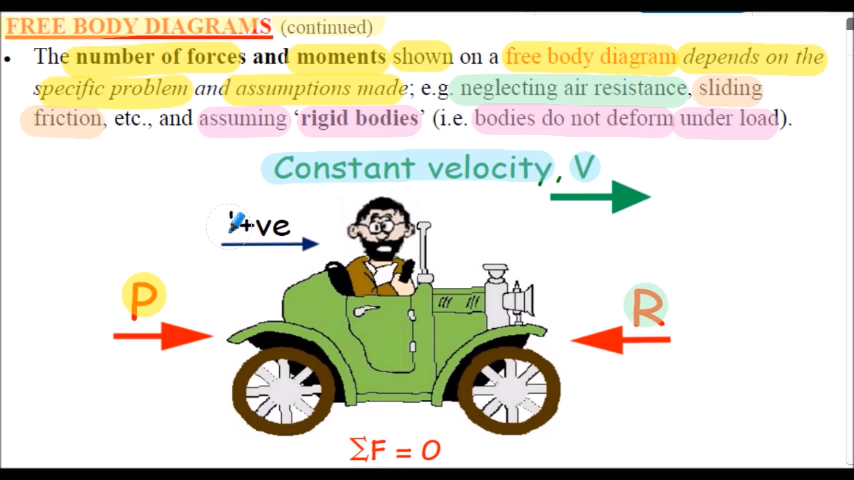 FREE BODY DIAGRAMS (continued)
• The number of forces and moments shown on a free body diagram depends on the
specific problem and assumptions made; e.g. neglecting air resistance, sliding
friction, etc., and assuming ‘rigid bodies’ (i.e. bodies do not deform under load).
Constant velocity, V
'+ve
P
R
ΣF = 0